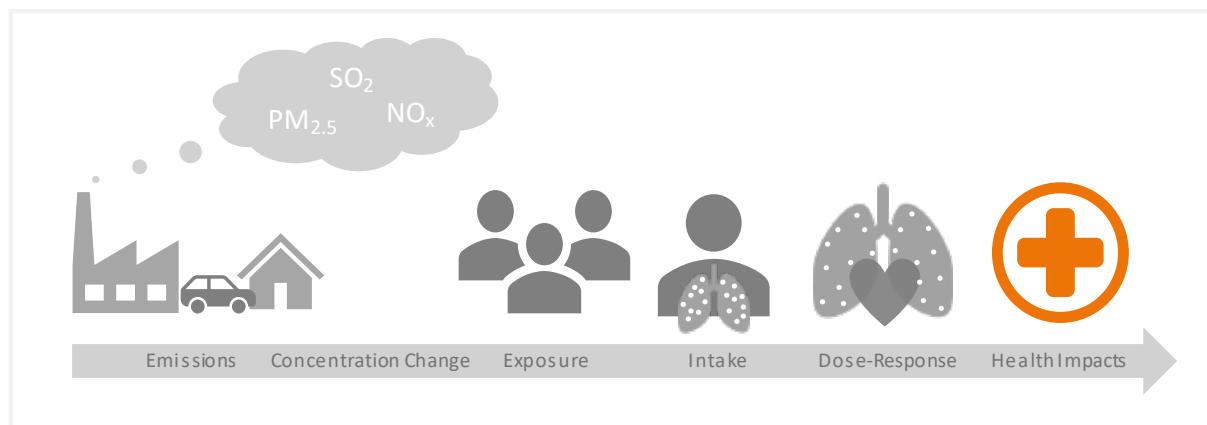 SO₂
PM₂.₅ NOₓ
Emissions Concentration Change Exposure Intake Dose-Response Health Impacts